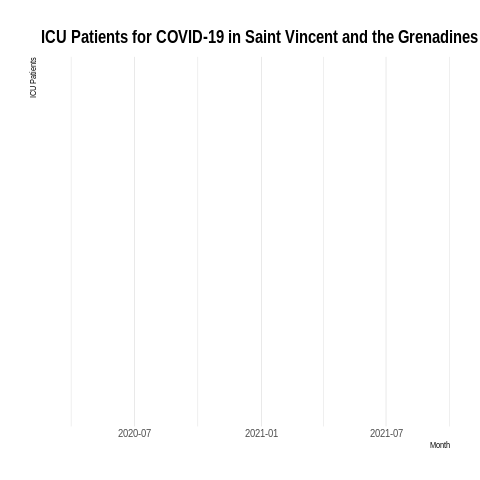 ICU Patients for COVID-19 in Saint Vincent and the Grenadines
ICU Patients
2020-07
2021-01
2021-07
Month